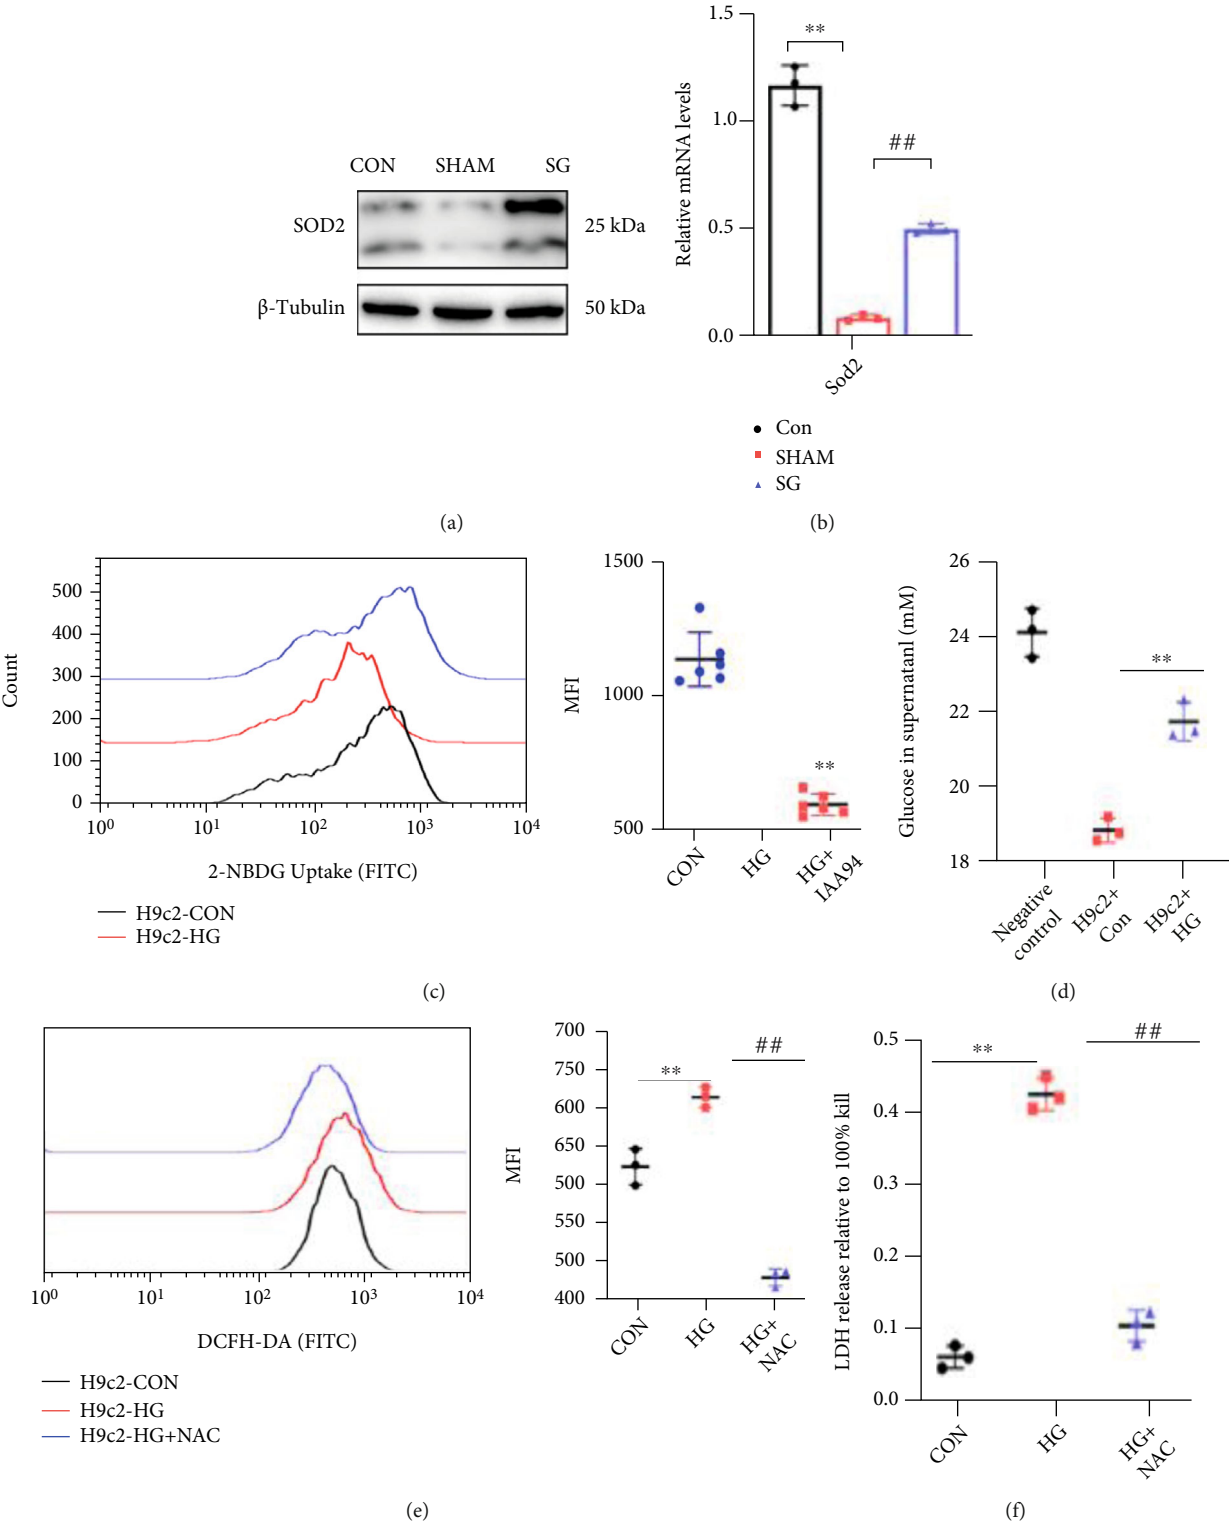 CON SHAM SG
SOD2
25 kDa
β-Tubulin
50 kDa
(a)
Relative mRNA levels
1.5
1.0
0.5
0.0
**
##
Sod2
Con
SHAM
SG
(b)
Count
500
400
300
200
100
0
10⁰ 10¹ 10² 10³ 10⁴
2-NBDG Uptake (FITC)
H9c2-CON
H9c2-HG
MFI
1500
1000
500
**
CON
HG
HG+
IAA94
(c)
Glucose in supernatanl (mM)
26
24
22
20
18
**
Negative
control
H9c2+
Con
H9c2+
HG
(d)
10⁰ 10¹ 10² 10³ 10⁴
DCFH-DA (FITC)
H9c2-CON
H9c2-HG
H9c2-HG+NAC
MFI
700
750
600
650
500
550
500
400
**
##
CON
HG
HG+
NAC
(e)
LDH release relative to 100% kill
0.5
0.4
0.3
0.2
0.1
0.0
**
##
CON
HG
HG+
NAC
(f)